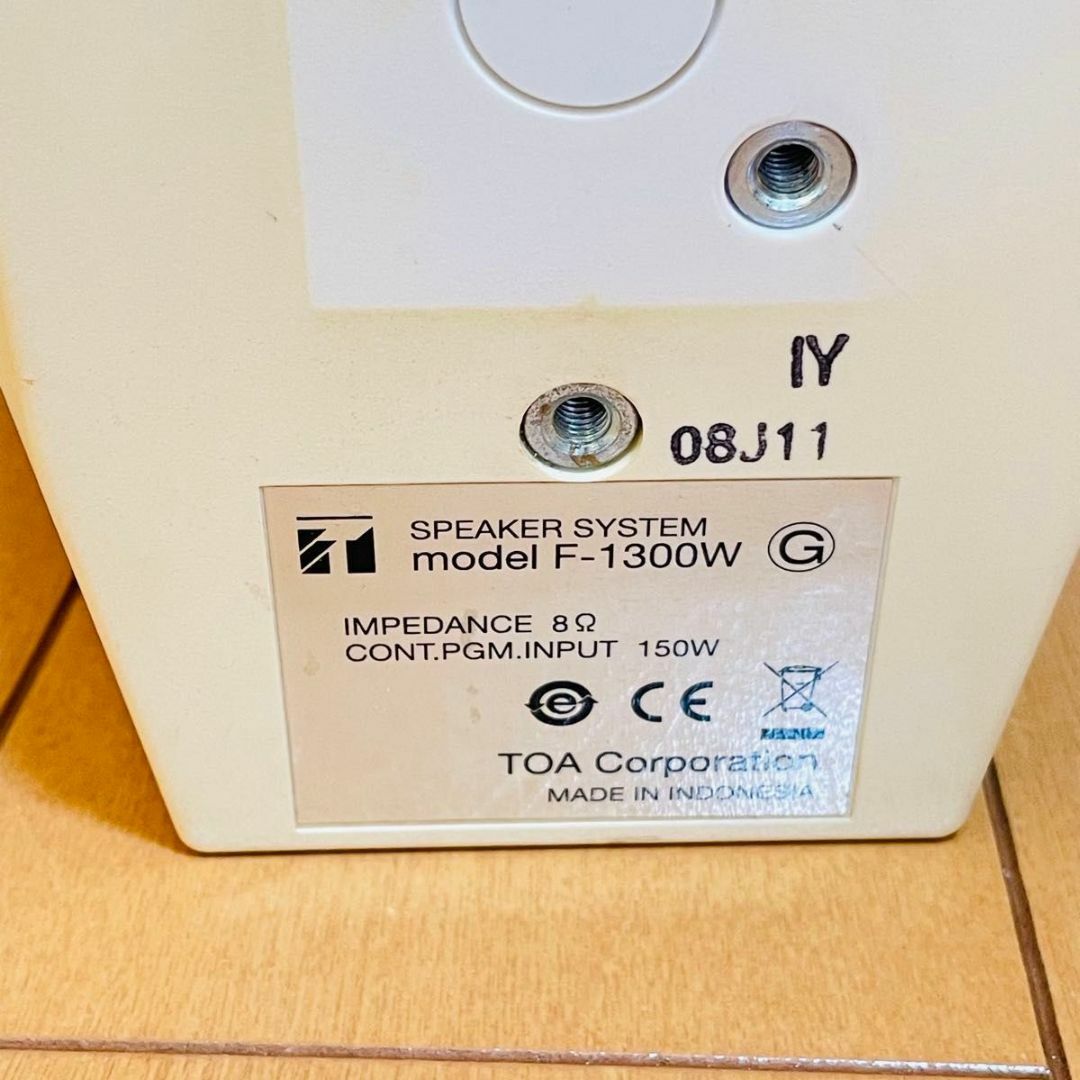 IY
08J11
SPEAKER SYSTEM
model F-1300W G
IMPEDANCE 8Ω
CONT.PGM.INPUT 150W
e CE
TOA Corporation
MADE IN INDONESIA